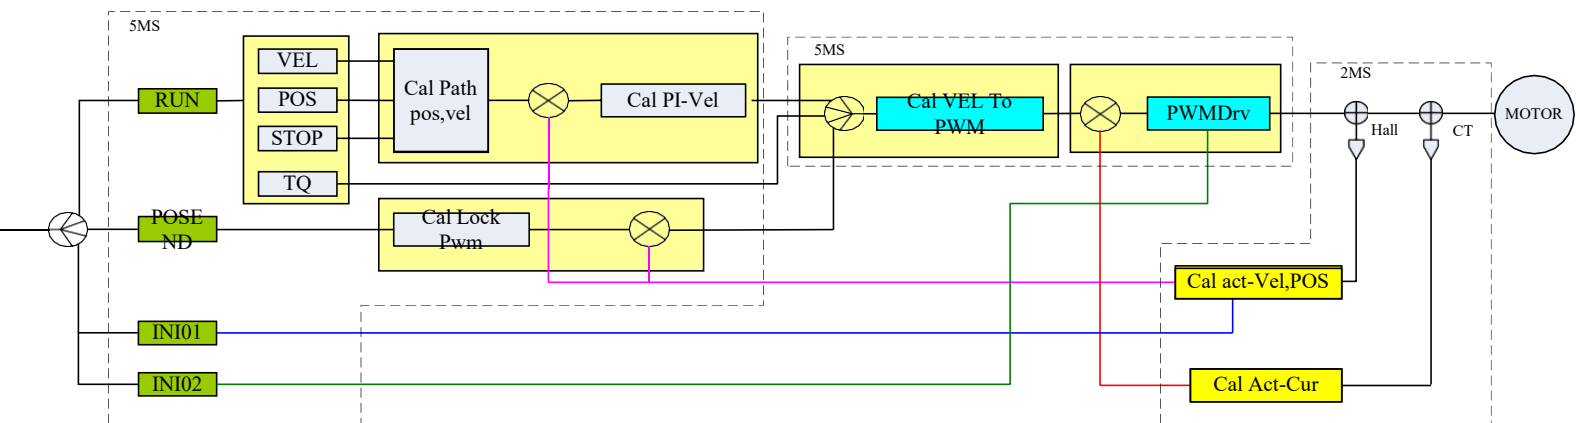 5MS
VEL
POS
STOP
TQ
RUN
Cal Path
pos,vel
Cal PI-Vel
5MS
Cal VEL To
PWM
PWMDrv
2MS
Hall
CT
MOTOR
POSE
ND
Cal Lock
Pwm
Cal act-Vel,POS
INI01
INI02
Cal Act-Cur